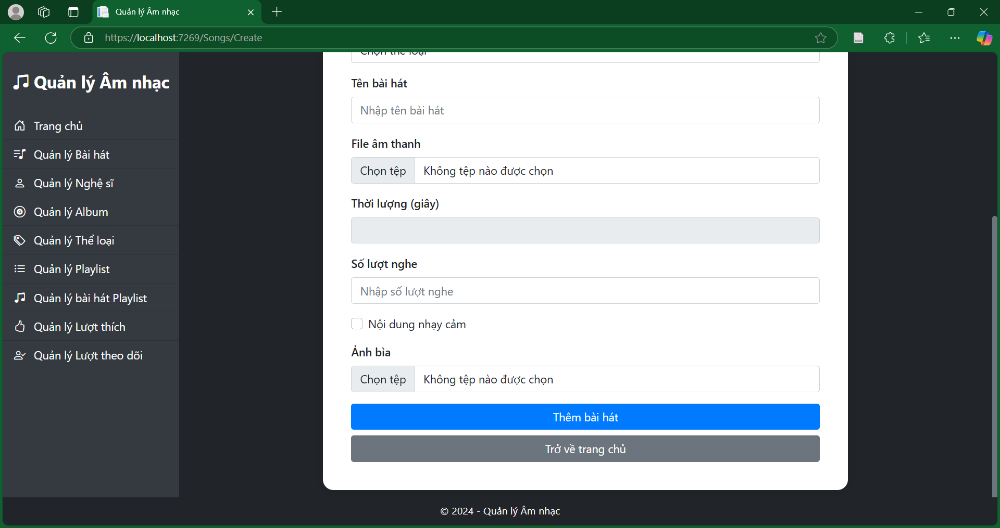 Quản lý Âm nhạc
https://localhost:7269/Songs/Create
Quản lý Âm nhạc
Trang chủ
Quản lý Bài hát
Quản lý Nghệ sĩ
Quản lý Album
Quản lý Thể loại
Quản lý Playlist
Quản lý bài hát Playlist
Quản lý Lượt thích
Quản lý Lượt theo dõi
Chọn thể loại
Tên bài hát
Nhập tên bài hát
File âm thanh
Chọn tệp Không tệp nào được chọn
Thời lượng (giây)
Số lượt nghe
Nhập số lượt nghe
Nội dung nhạy cảm
Ảnh bìa
Chọn tệp Không tệp nào được chọn
Thêm bài hát
Trở về trang chủ
© 2024 - Quản lý Âm nhạc